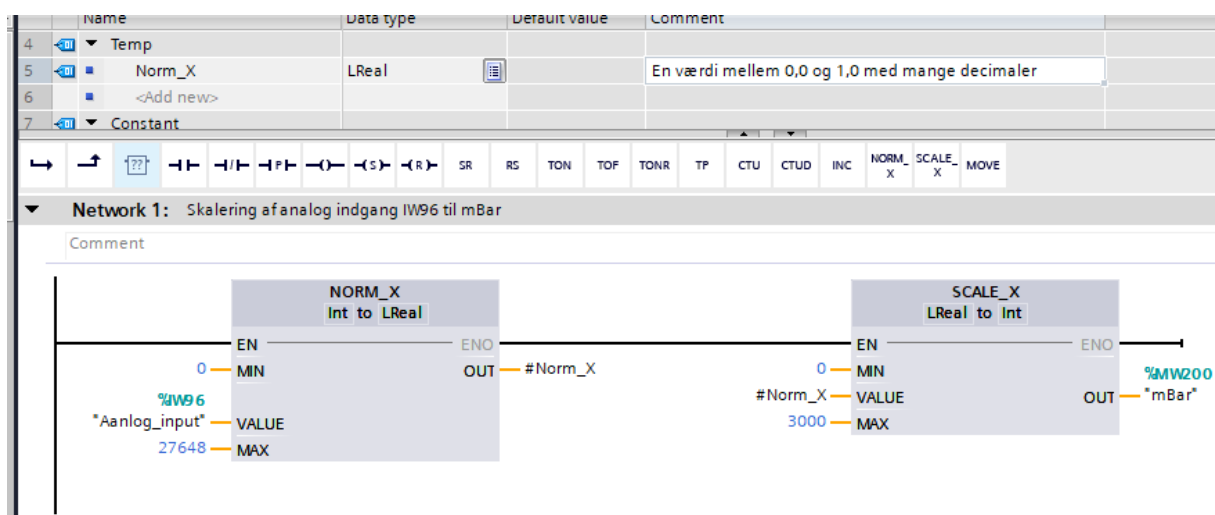 Name Data type Default value Comment
4 Temp
5 Norm_X LReal En værdi mellem 0,0 og 1,0 med mange decimaler
6 <Add new>
7 Constant
?? P S R SR RS TON TOF TONR TP CTU CTUD INC NORM_X SCALE_X MOVE
Network 1: Skalering af analog indgang IW96 til mBar
Comment
NORM_X
Int to LReal
EN ENO
0 MIN OUT #Norm_X
%IW96
"Aanlog_input" VALUE
27648 MAX
SCALE_X
LReal to Int
EN ENO
0 MIN
%MW200
#Norm_X VALUE OUT "mBar"
3000 MAX